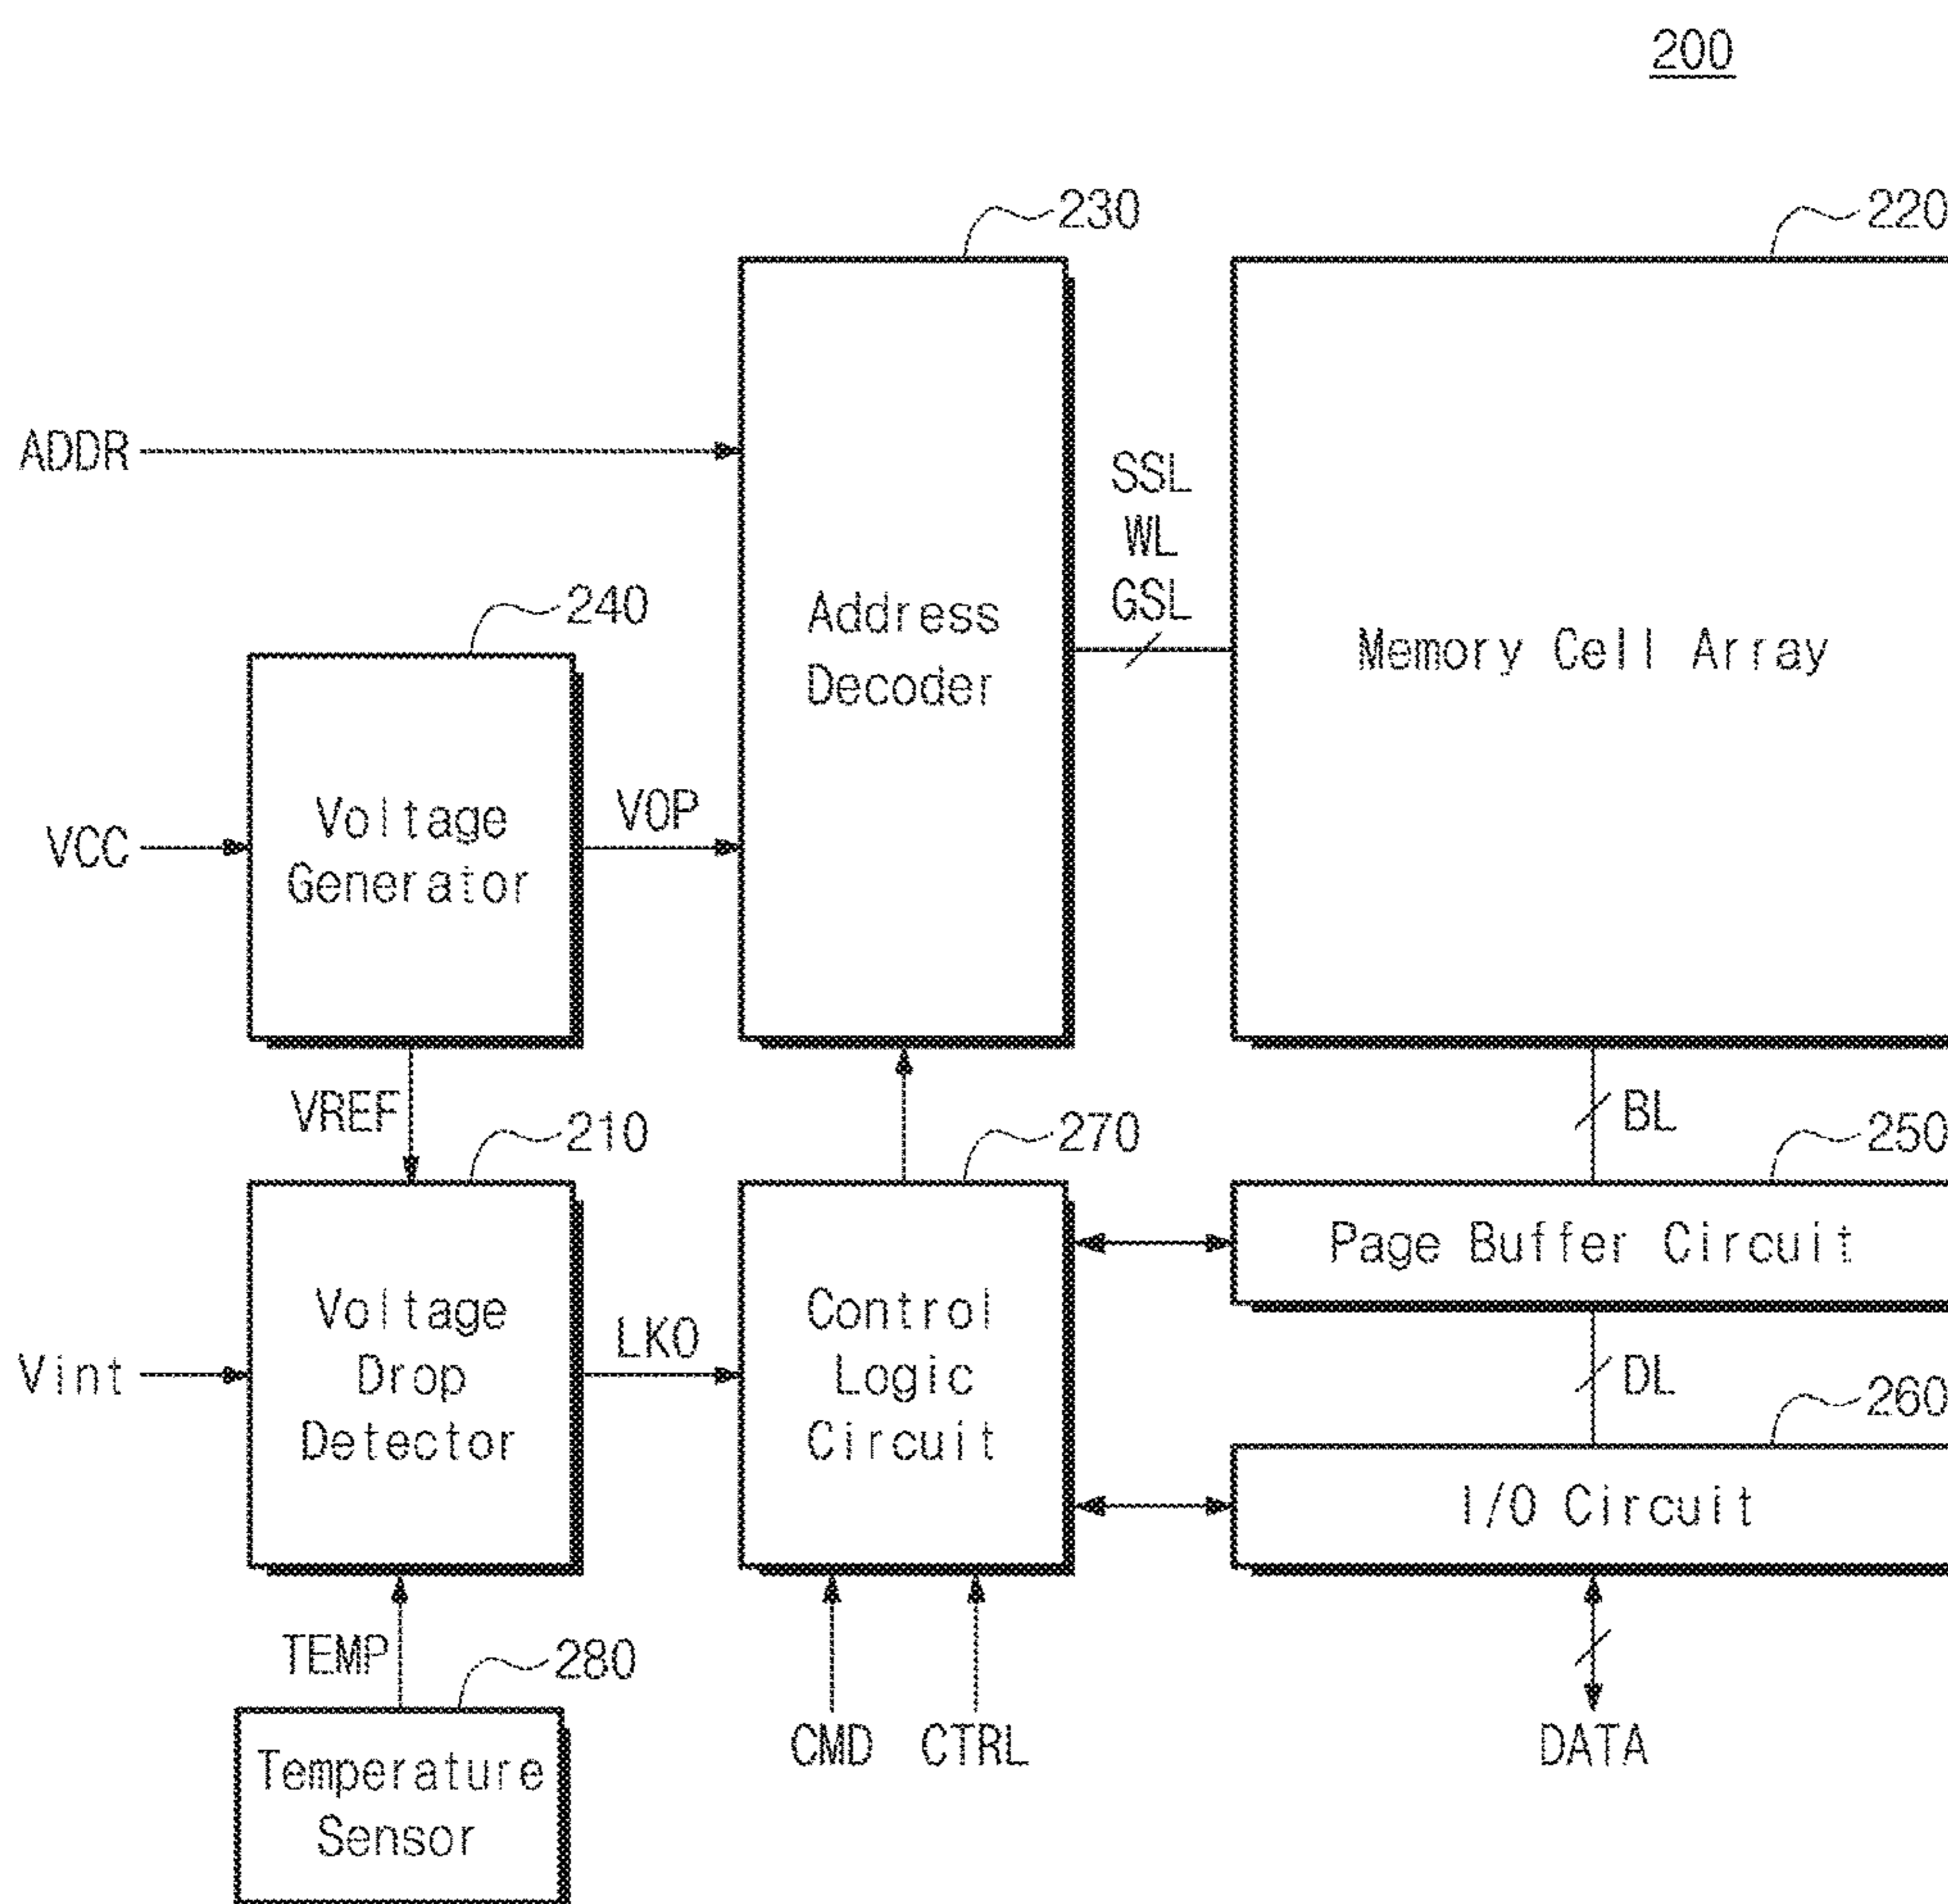 200
230
220
ADDR
SSL
WL
GSL
240
Address
Decoder
Memory Cell Array
VCC
Voltage
Generator
VOP
VREF
210
270
BL
250
Page Buffer Circuit
Vint
Voltage
Drop
Detector
LKO
Control
Logic
Circuit
DL
260
I/O Circuit
TEMP
280
CMD
CTRL
DATA
Temperature
Sensor